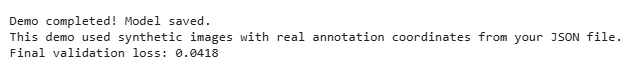 Demo completed! Model saved.
This demo used synthetic images with real annotation coordinates from your JSON file.
Final validation loss: 0.0418